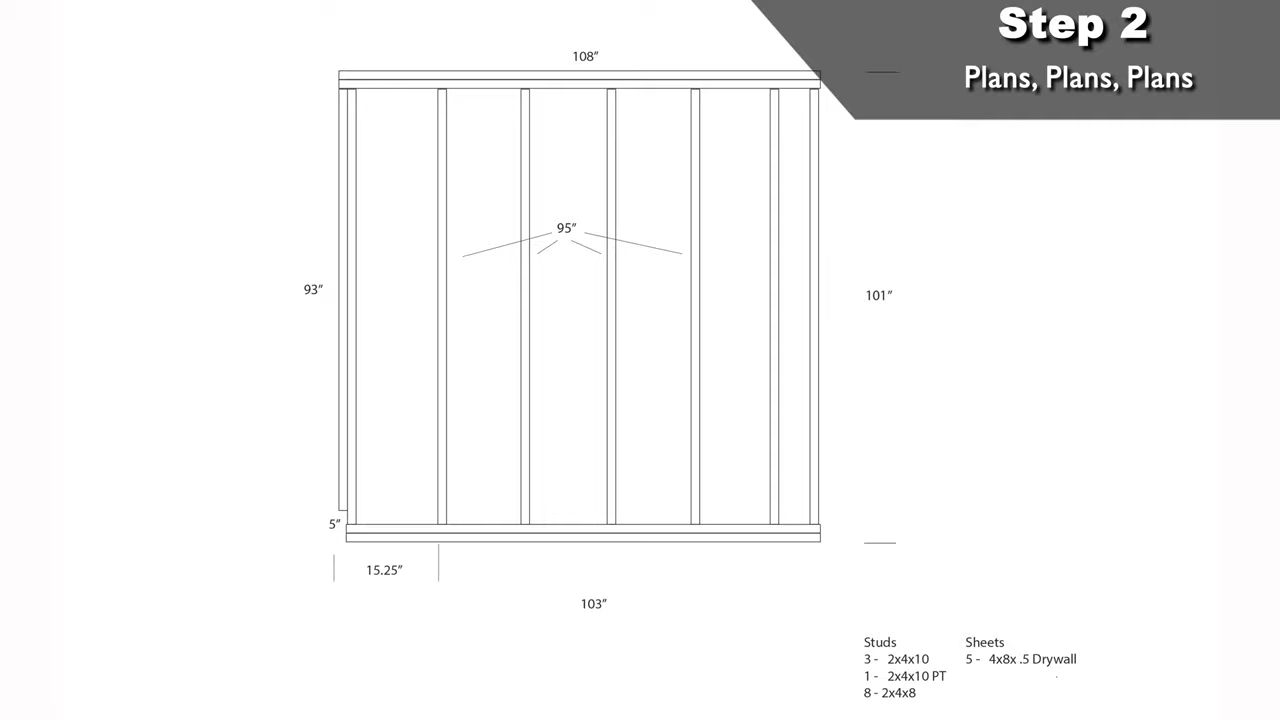 Step 2
Plans, Plans, Plans
108"
95"
93"
101"
5"
15.25"
103"
Studs
3 - 2x4x10
1 - 2x4x10 PT
8 - 2x4x8
Sheets
5 - 4x8x .5 Drywall